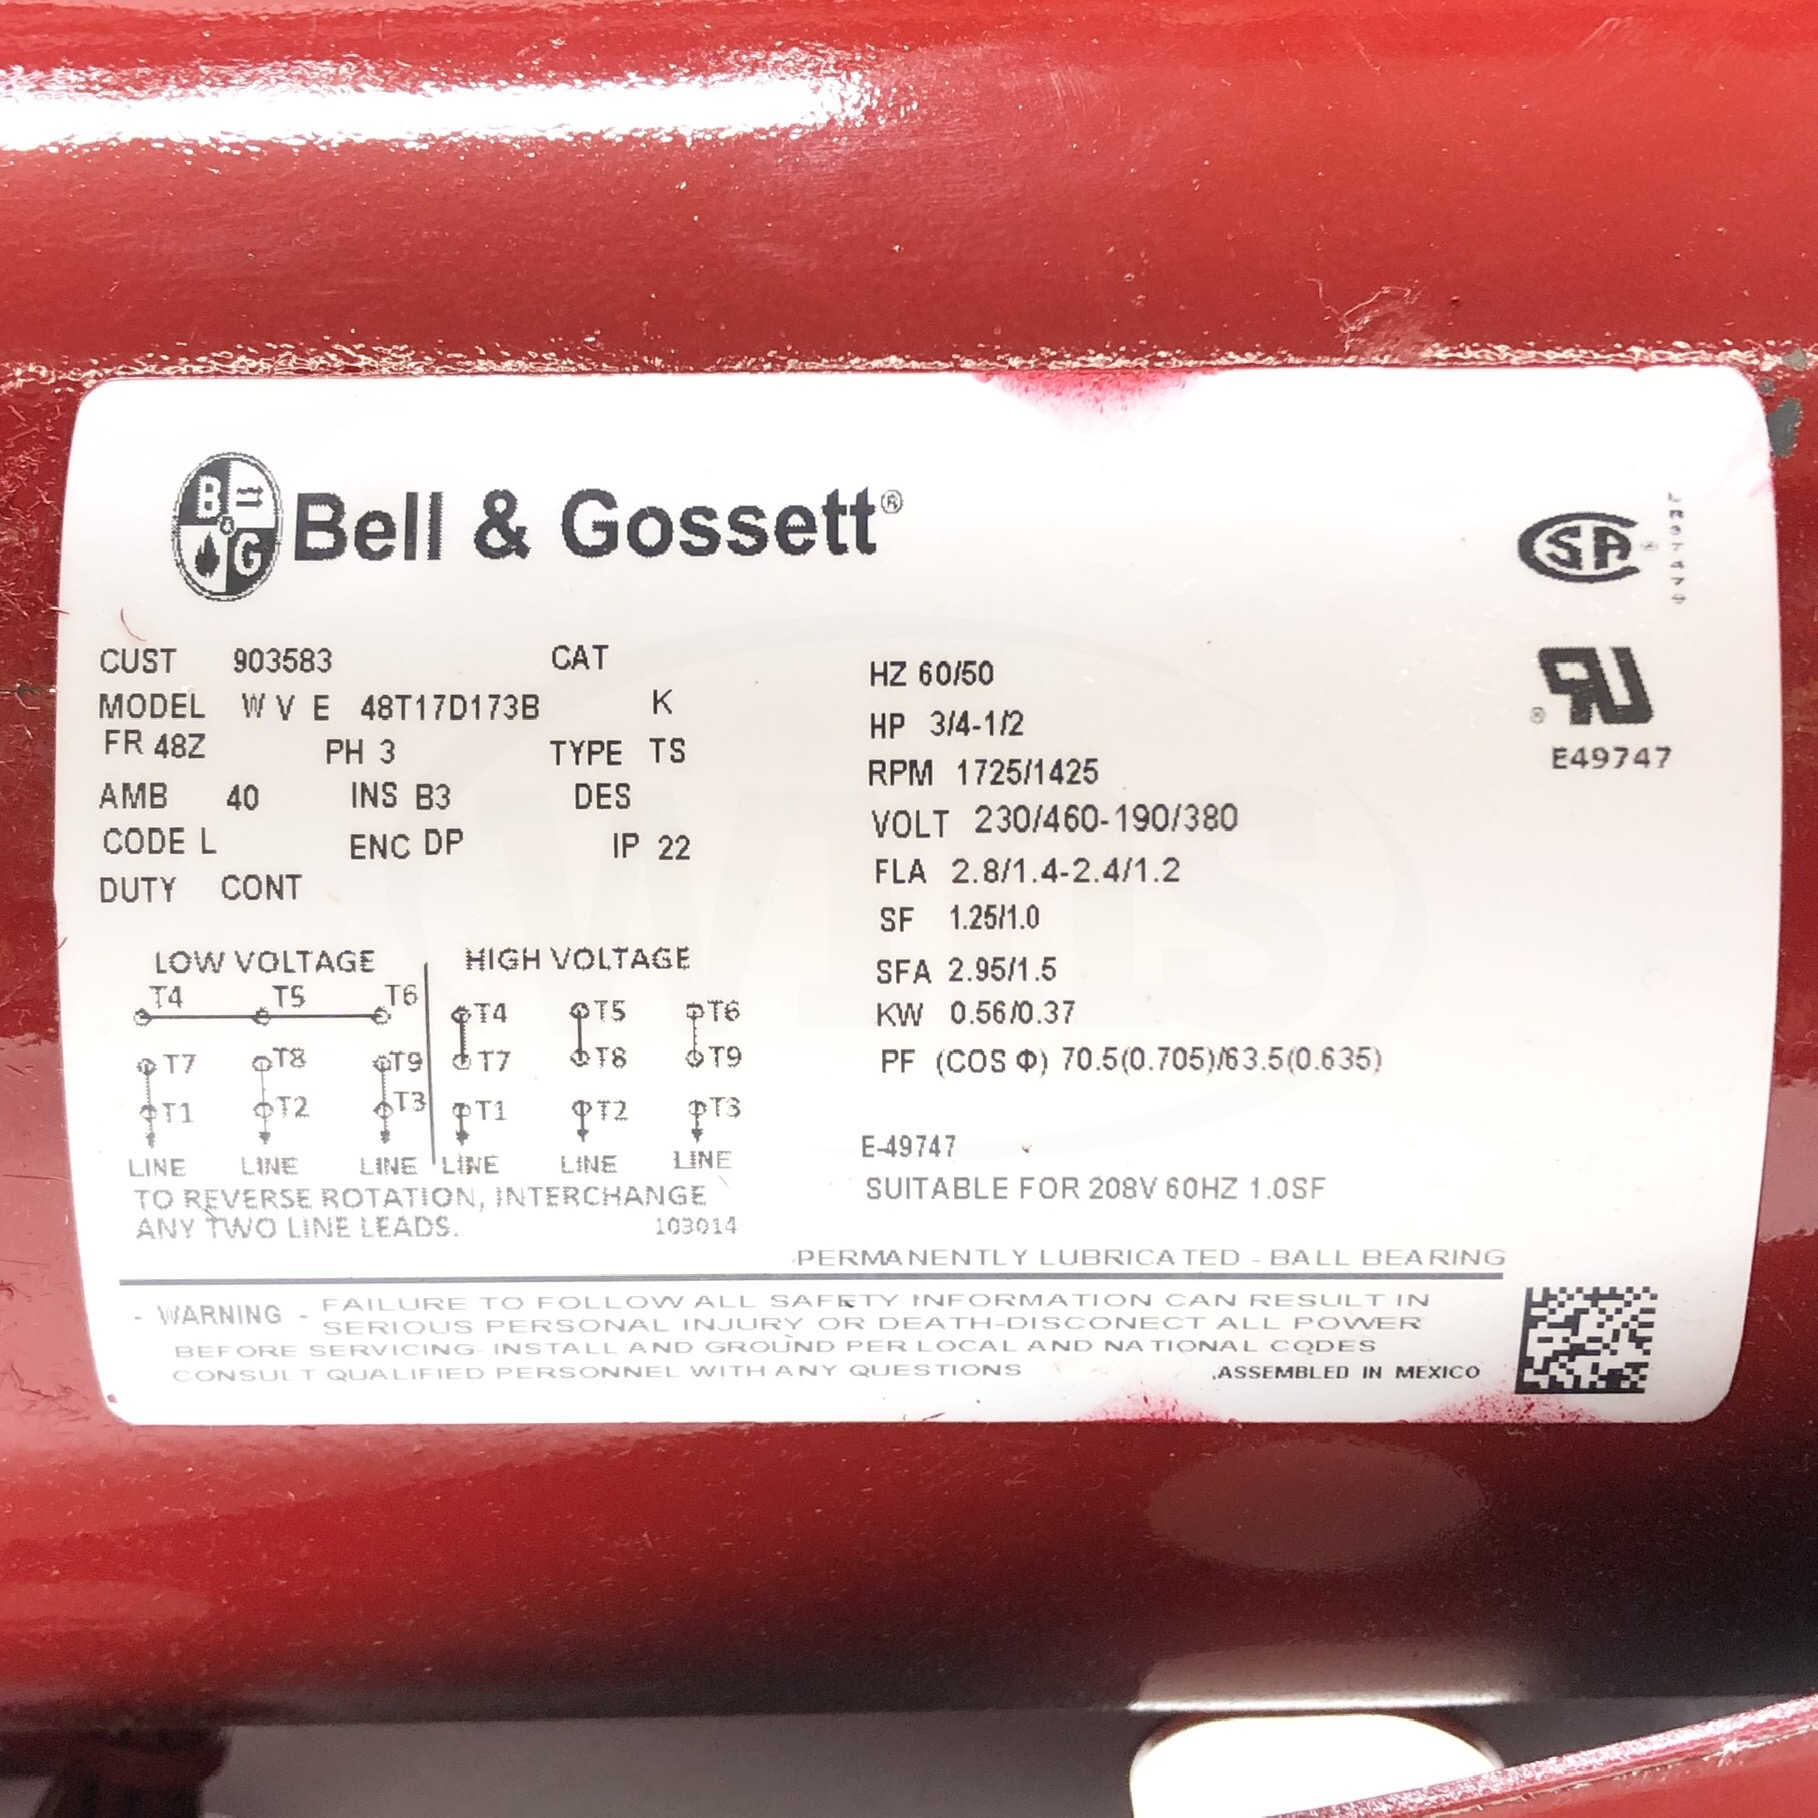 B & G Bell & Gossett®
CSA ®
LR97479
CUST 903583 CAT
MODEL W V E 48T17D173B K
FR 48Z PH 3 TYPE TS
AMB 40 INS B3 DES
CODE L ENC DP IP 22
DUTY CONT
HZ 60/50
HP 3/4-1/2
RPM 1725/1425
VOLT 230/460-190/380
FLA 2.8/1.4-2.4/1.2
SF 1.25/1.0
SFA 2.95/1.5
KW 0.56/0.37
PF (COS Φ) 70.5(0.705)/63.5(0.635)
UR ®
E49747
LOW VOLTAGE HIGH VOLTAGE
T4 T5 T6 T4 T5 T6
T7 T8 T9 T7 T8 T9
T1 T2 T3 T1 T2 T3
LINE LINE LINE LINE LINE LINE
TO REVERSE ROTATION, INTERCHANGE
ANY TWO LINE LEADS. 103014
E-49747
SUITABLE FOR 208V 60HZ 1.0SF
PERMANENTLY LUBRICATED - BALL BEARING
- WARNING - FAILURE TO FOLLOW ALL SAFETY INFORMATION CAN RESULT IN
SERIOUS PERSONAL INJURY OR DEATH-DISCONECT ALL POWER
BEFORE SERVICING- INSTALL AND GROUND PER LOCAL AND NATIONAL CODES
CONSULT QUALIFIED PERSONNEL WITH ANY QUESTIONS
ASSEMBLED IN MEXICO